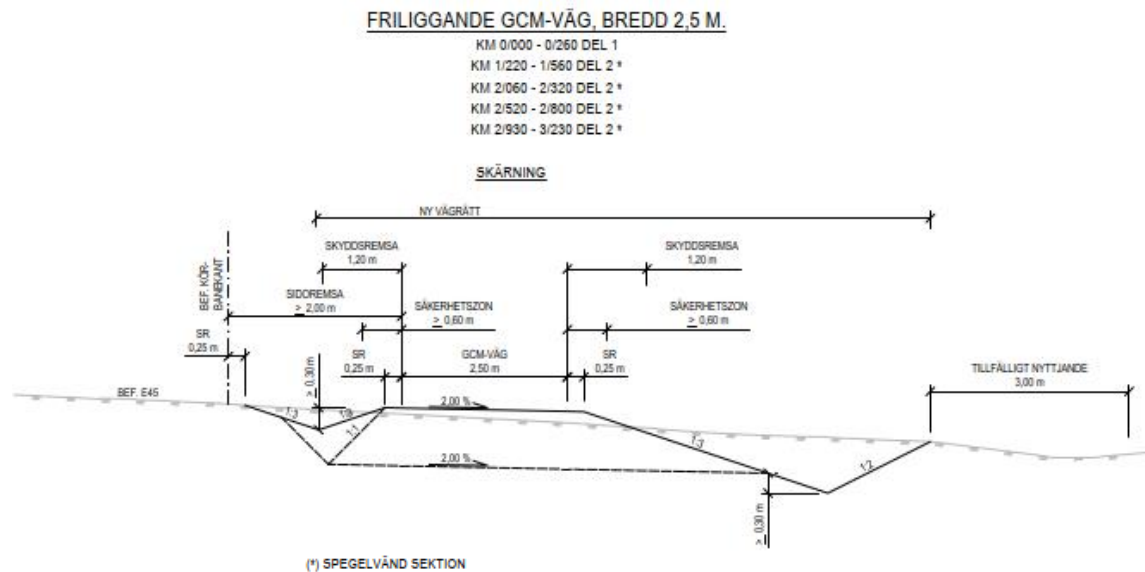 FRILIGGANDE GCM-VÄG, BREDD 2,5 M.
KM 0/000 - 0/260 DEL 1
KM 1/220 - 1/560 DEL 2 *
KM 2/060 - 2/320 DEL 2 *
KM 2/520 - 2/800 DEL 2 *
KM 2/930 - 3/230 DEL 2 *
SKÄRNING
NY VÄGRÄTT
SKYDDSREMSA
1,20 m
SKYDDSREMSA
1,20 m
BEF. KÖR-
BANEKANT
SIDOREMSA
≥ 2,00 m
SÄKERHETSZON
≥ 0,60 m
SÄKERHETSZON
≥ 0,60 m
SR
0,25 m
≥ 0,30 m
SR
0,25 m
GCM-VÄG
2.50 m
SR
0,25 m
TILLFÄLLIGT NYTTJANDE
3,00 m
BEF. E45
2,00 %
1:3
1:1
1:3
1:2
2,00 %
≥ 0,30 m
(*) SPEGELVÄND SEKTION